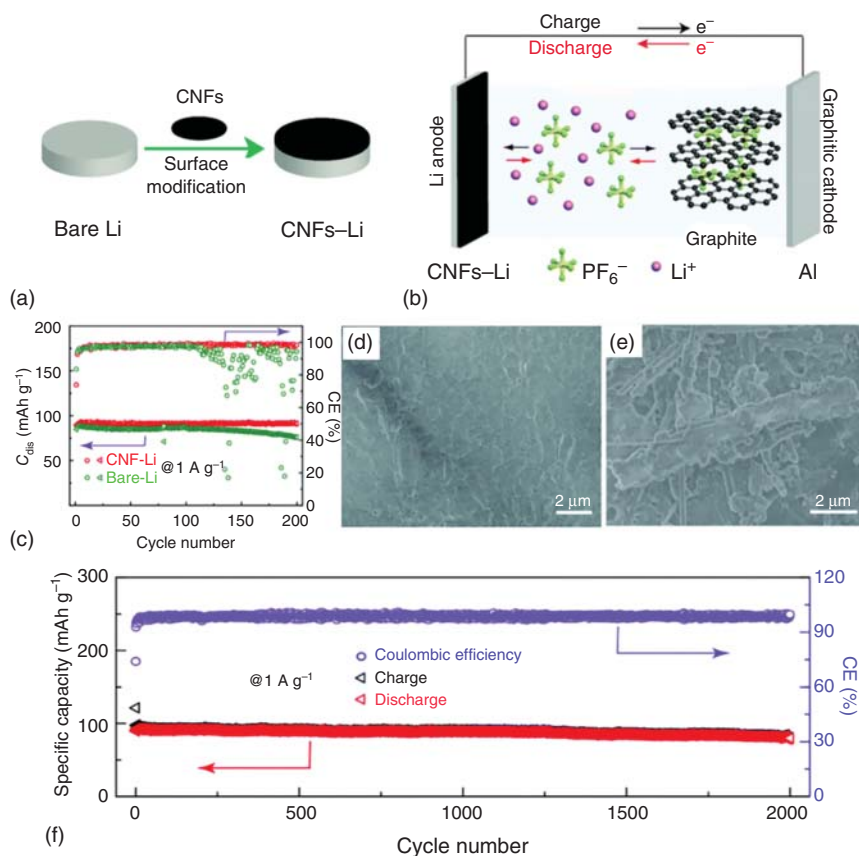 CNFs
Surface
modification
Bare Li
CNFs–Li
(a)
Charge
e⁻
Discharge
e⁻
Li anode
Graphitic cathode
Graphite
CNFs–Li
PF₆⁻
Li⁺
Al
(b)
C_dis (mAh g⁻¹)
175
150
125
100
75
50
25
100
80
60
40
20
0
CE (%)
CNF-Li
Bare-Li
@1 A g⁻¹
0
50
100
150
200
Cycle number
(c)
(d)
2 μm
(e)
2 μm
Specific capacity (mAh g⁻¹)
300
250
200
150
100
50
0
120
90
60
30
0
CE (%)
@1 A g⁻¹
Coulombic efficiency
Charge
Discharge
0
500
1000
1500
2000
Cycle number
(f)